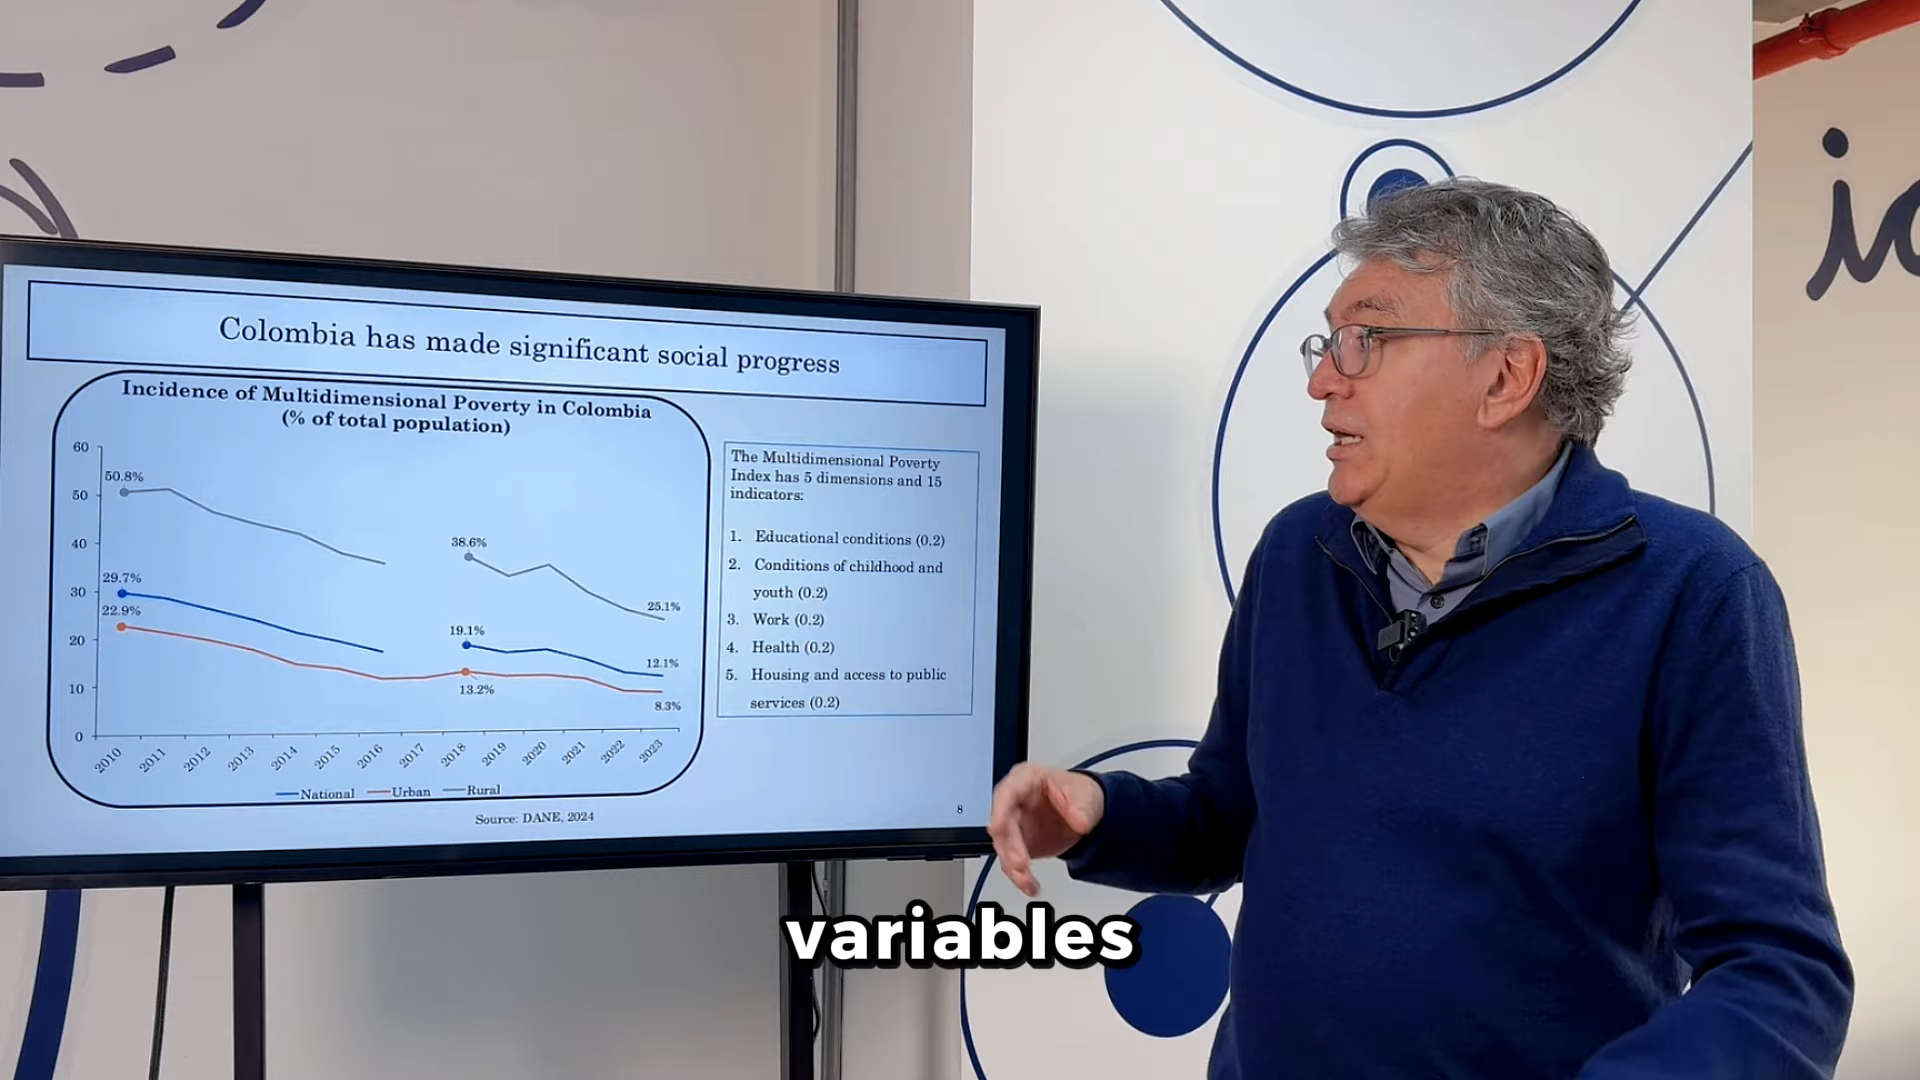 Colombia has made significant social progress
Incidence of Multidimensional Poverty in Colombia
(% of total population)
60
50
40
30
20
10
0
50.8%
29.7%
22.9%
38.6%
19.1%
13.2%
25.1%
12.1%
8.3%
2010
2011
2012
2013
2014
2015
2016
2017
2018
2019
2020
2021
2022
2023
National Urban Rural
Source: DANE, 2024
The Multidimensional Poverty
Index has 5 dimensions and 15
indicators:
1. Educational conditions (0.2)
2. Conditions of childhood and
youth (0.2)
3. Work (0.2)
4. Health (0.2)
5. Housing and access to public
services (0.2)
8
variables